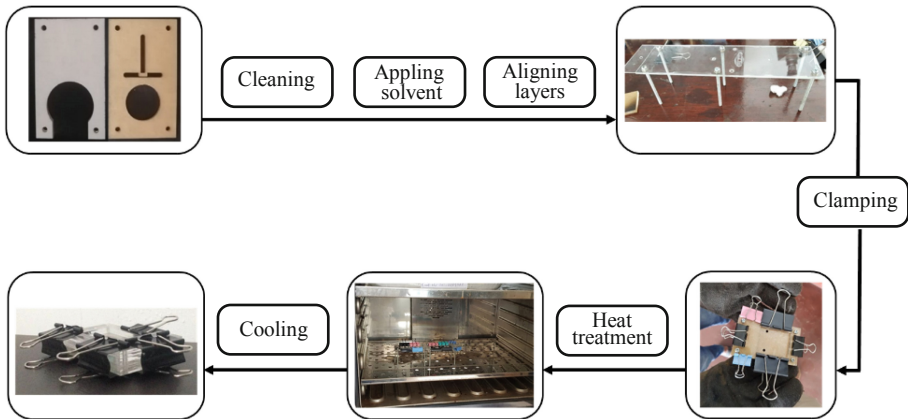 Cleaning
Appling
solvent
Aligning
layers
Clamping
Heat
treatment
Cooling